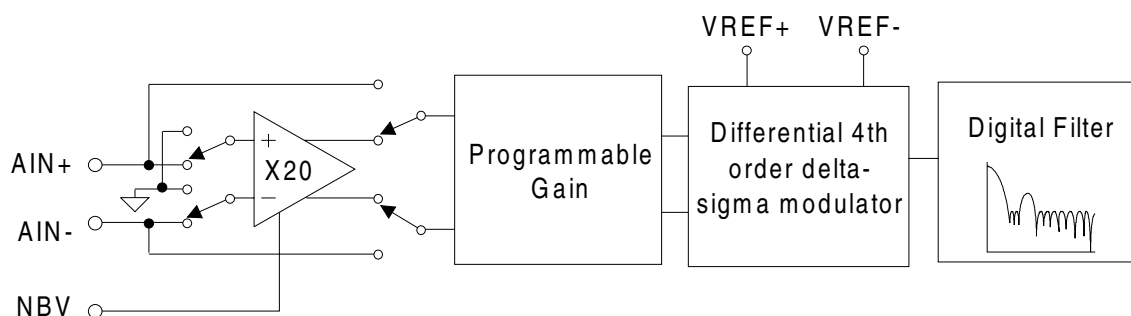 VREF+ VREF-
AIN+
AIN-
NBV
+
X20
−
Programmable
Gain
Differential 4th
order delta-
sigma modulator
Digital Filter